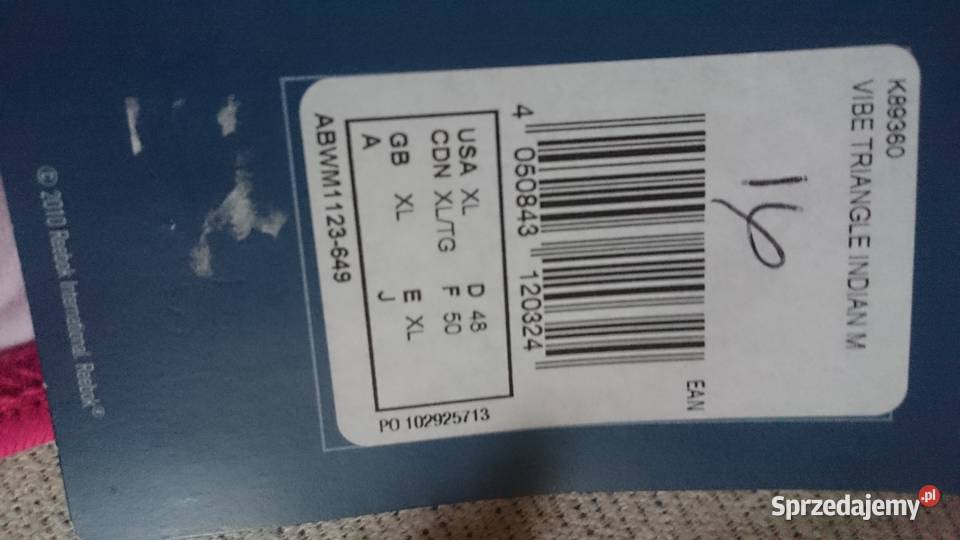 K89360
VIBE TRIANGLE INDIAN M
16
EAN
4 050843 120324
USA XL D 48
CDN XL/TG F 50
GB XL E XL
A J
ABWM1123-649
PO 102925713
© 2010 Reebok International. Reebok®
Sprzedajemy.pl